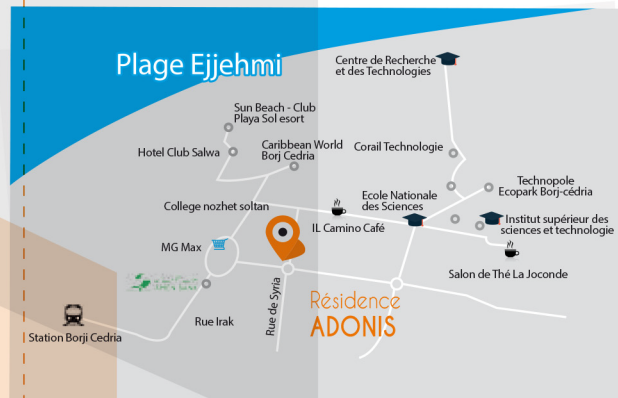 Plage Ejjehmi
Centre de Recherche
et des Technologies
Sun Beach - Club
Playa Sol esort
Hotel Club Salwa
Caribbean World
Borj Cedria
Corail Technologie
Technopole
Ecopark Borj-cédria
Ecole Nationale
des Sciences
College nozhet soltan
IL Camino Café
Institut supérieur des
sciences et technologie
MG Max
Salon de Thé La Joconde
Rue de Syria
Résidence
ADONIS
Rue Irak
Station Borji Cedria